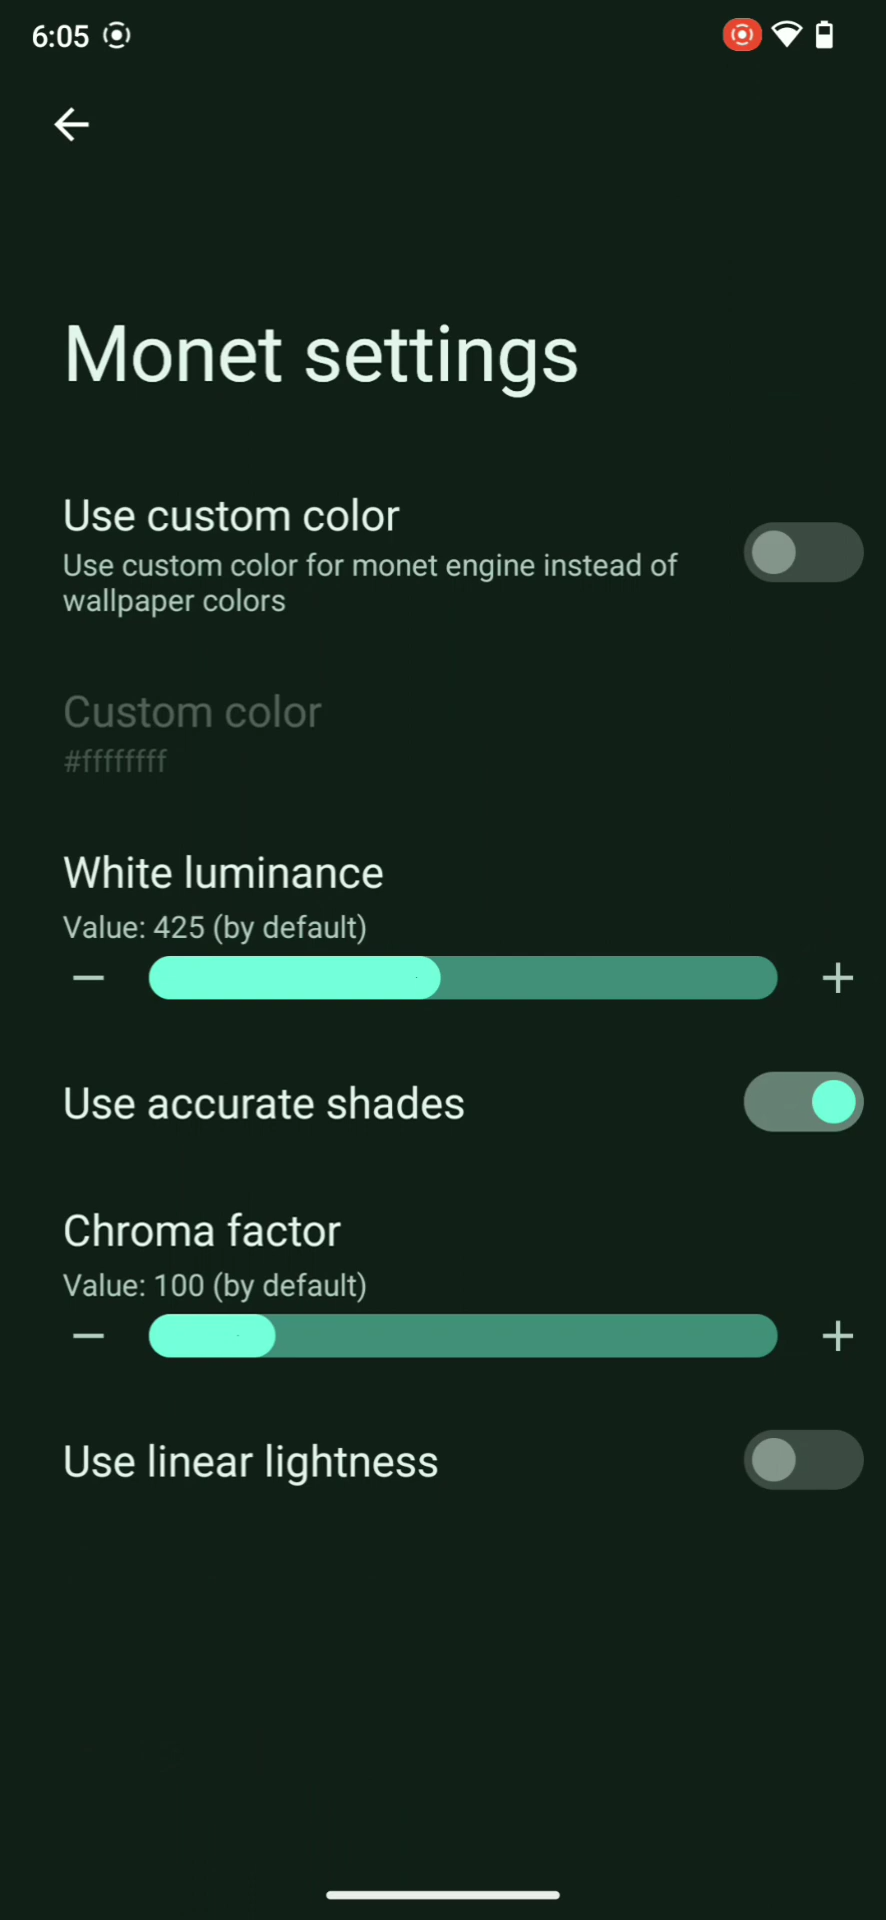 6:05
Monet settings
Use custom color
Use custom color for monet engine instead of
wallpaper colors
Custom color
#ffffffff
White luminance
Value: 425 (by default)
Use accurate shades
Chroma factor
Value: 100 (by default)
Use linear lightness